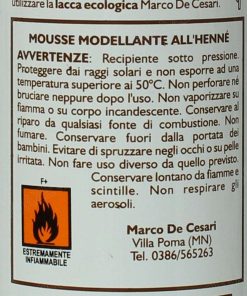 utilizzare la lacca ecologica Marco De Cesari.
MOUSSE MODELLANTE ALL'HENNÉ
AVVERTENZE: Recipiente sotto pressione.
Proteggere dai raggi solari e non esporre ad una
temperatura superiore ai 50°C. Non perforare né
bruciare neppure dopo l'uso. Non vaporizzare su
fiamma o su corpo incandescente. Conservare al
riparo da qualsias fonte di combustione. Non
fumare. Conservare fuori dalla portata dei
bambini. Evitare di spruzzare negli occhi o su pelle
irritata. Non fare uso diverso da quello previsto.
Conservare lontano da fiamme e
scintille. Non respirare gli
aerosoli.
F+
ESTREMAMENTE
INFIAMMABILE
Marco De Cesari
Villa Poma (MN)
Tel. 0386/565263